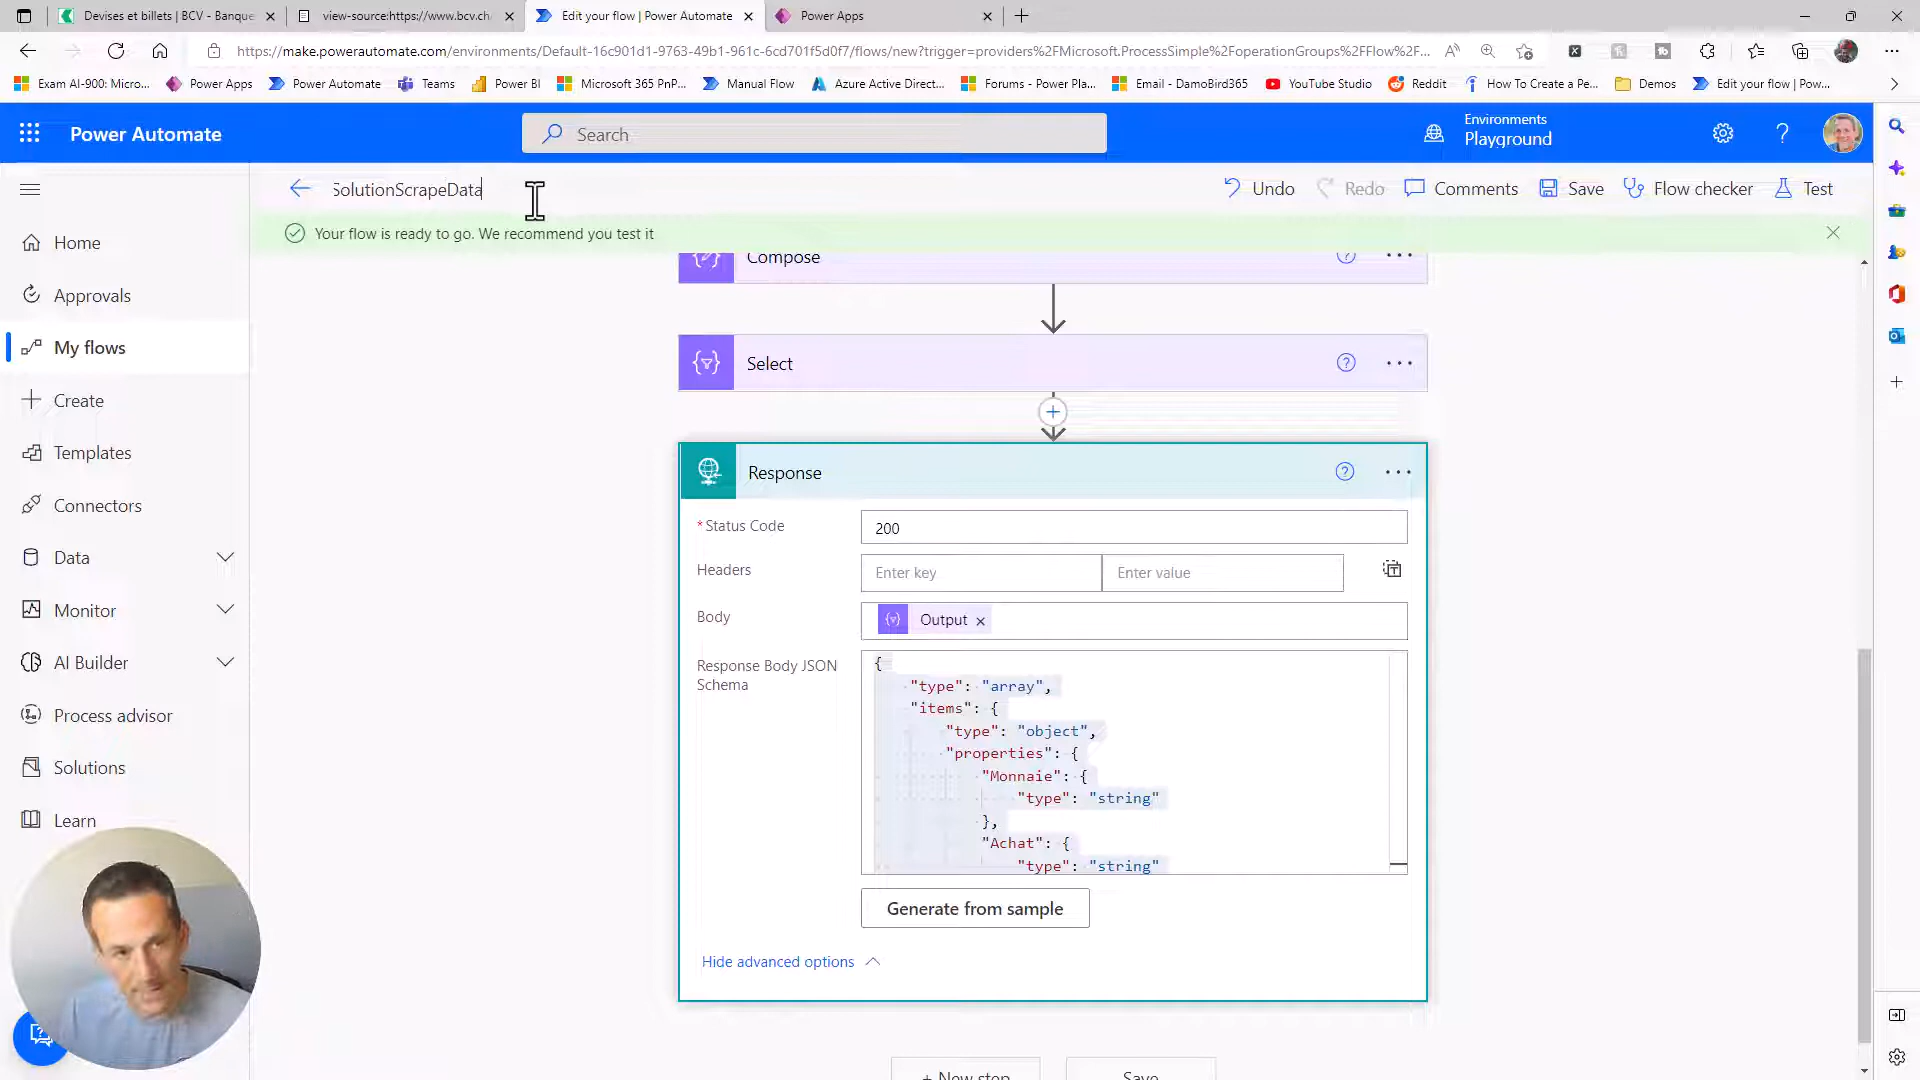 Devises et billets | BCV - Banque
view-source:https://www.bcv.ch
Edit your flow | Power Automate
Power Apps
https://make.powerautomate.com/environments/Default-16c901d1-9763-49b1-961c-6cd701f5d0f7/flows/new?trigger=providers%2FMicrosoft.ProcessSimple%2FoperationGroups%2FFlow%2F...
Exam AI-900: Micro...
Power Apps
Power Automate
Teams
Power BI
Microsoft 365 PnP...
Manual Flow
Azure Active Direct...
Forums - Power Pla...
Email - DamoBird365
YouTube Studio
Reddit
How To Create a Pe...
Demos
Edit your flow | Pow...
Power Automate
Search
Environments
Playground
SolutionScrapeData
Undo
Redo
Comments
Save
Flow checker
Test
Your flow is ready to go. We recommend you test it
Home
Approvals
My flows
Create
Templates
Connectors
Data
Monitor
AI Builder
Process advisor
Solutions
Learn
Compose
Select
Response
*Status Code
200
Headers
Enter key
Enter value
Body
Output
Response Body JSON
Schema
{
"type": "array",
"items": {
"type": "object",
"properties": {
"Monnaie": {
"type": "string"
},
"Achat": {
"type": "string"
Generate from sample
Hide advanced options
+ New step
Save